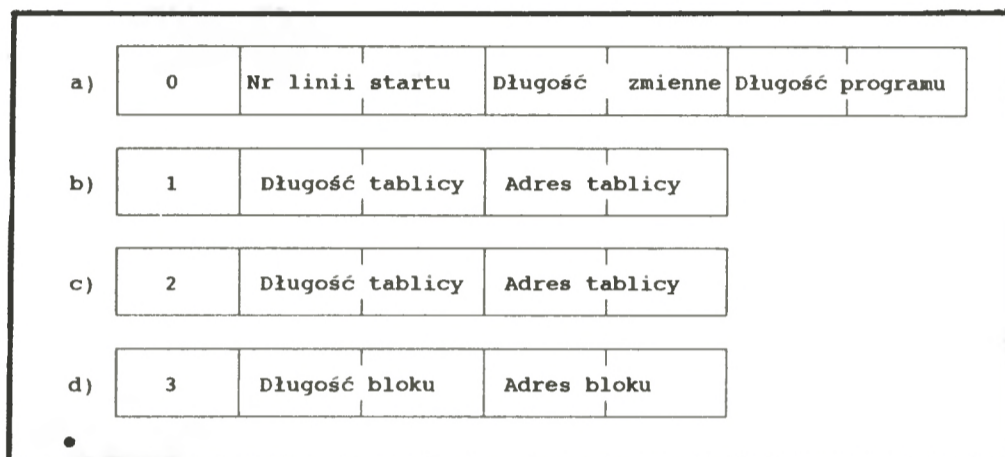 a) 0 Nr linii startu Długość zmienne Długość programu
b) 1 Długość tablicy Adres tablicy
c) 2 Długość tablicy Adres tablicy
d) 3 Długość bloku Adres bloku